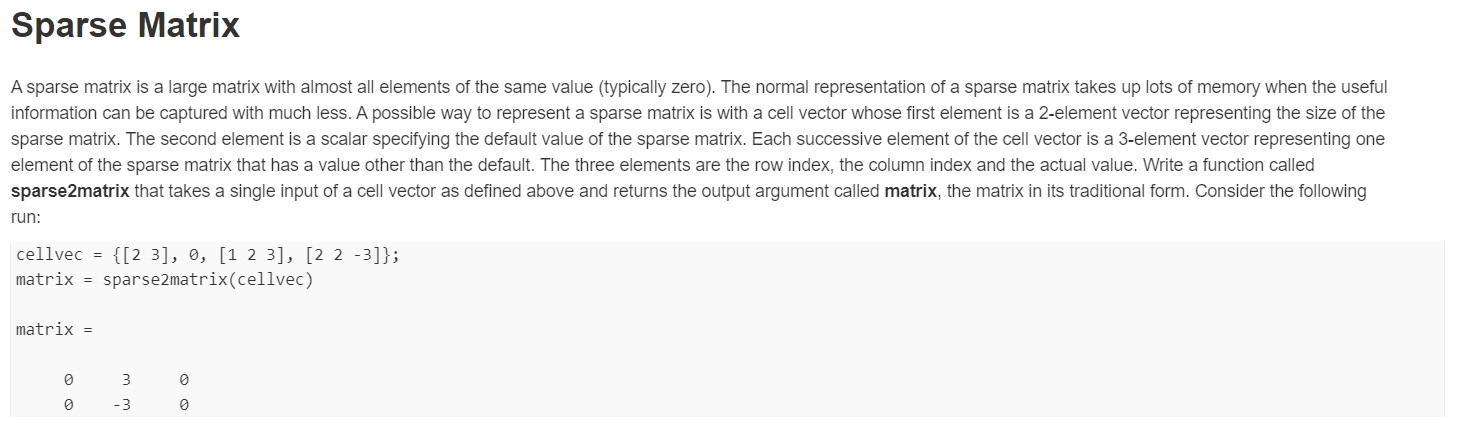 Sparse Matrix
A sparse matrix is a large matrix with almost all elements of the same value (typically zero). The normal representation of a sparse matrix takes up lots of memory when the useful
information can be captured with much less. A possible way to represent a sparse matrix is with a cell vector whose first element is a 2-element vector representing the size of the
sparse matrix. The second element is a scalar specifying the default value of the sparse matrix. Each successive element of the cell vector is a 3-element vector representing one
element of the sparse matrix that has a value other than the default. The three elements are the row index, the column index and the actual value. Write a function called
sparse2matrix that takes a single input of a cell vector as defined above and returns the output argument called matrix, the matrix in its traditional form. Consider the following
run:
cellvec = {[2 3], 0, [1 2 3], [2 2 -3]};
matrix = sparse2matrix(cellvec)
matrix =
0 3 0
0 -3 0